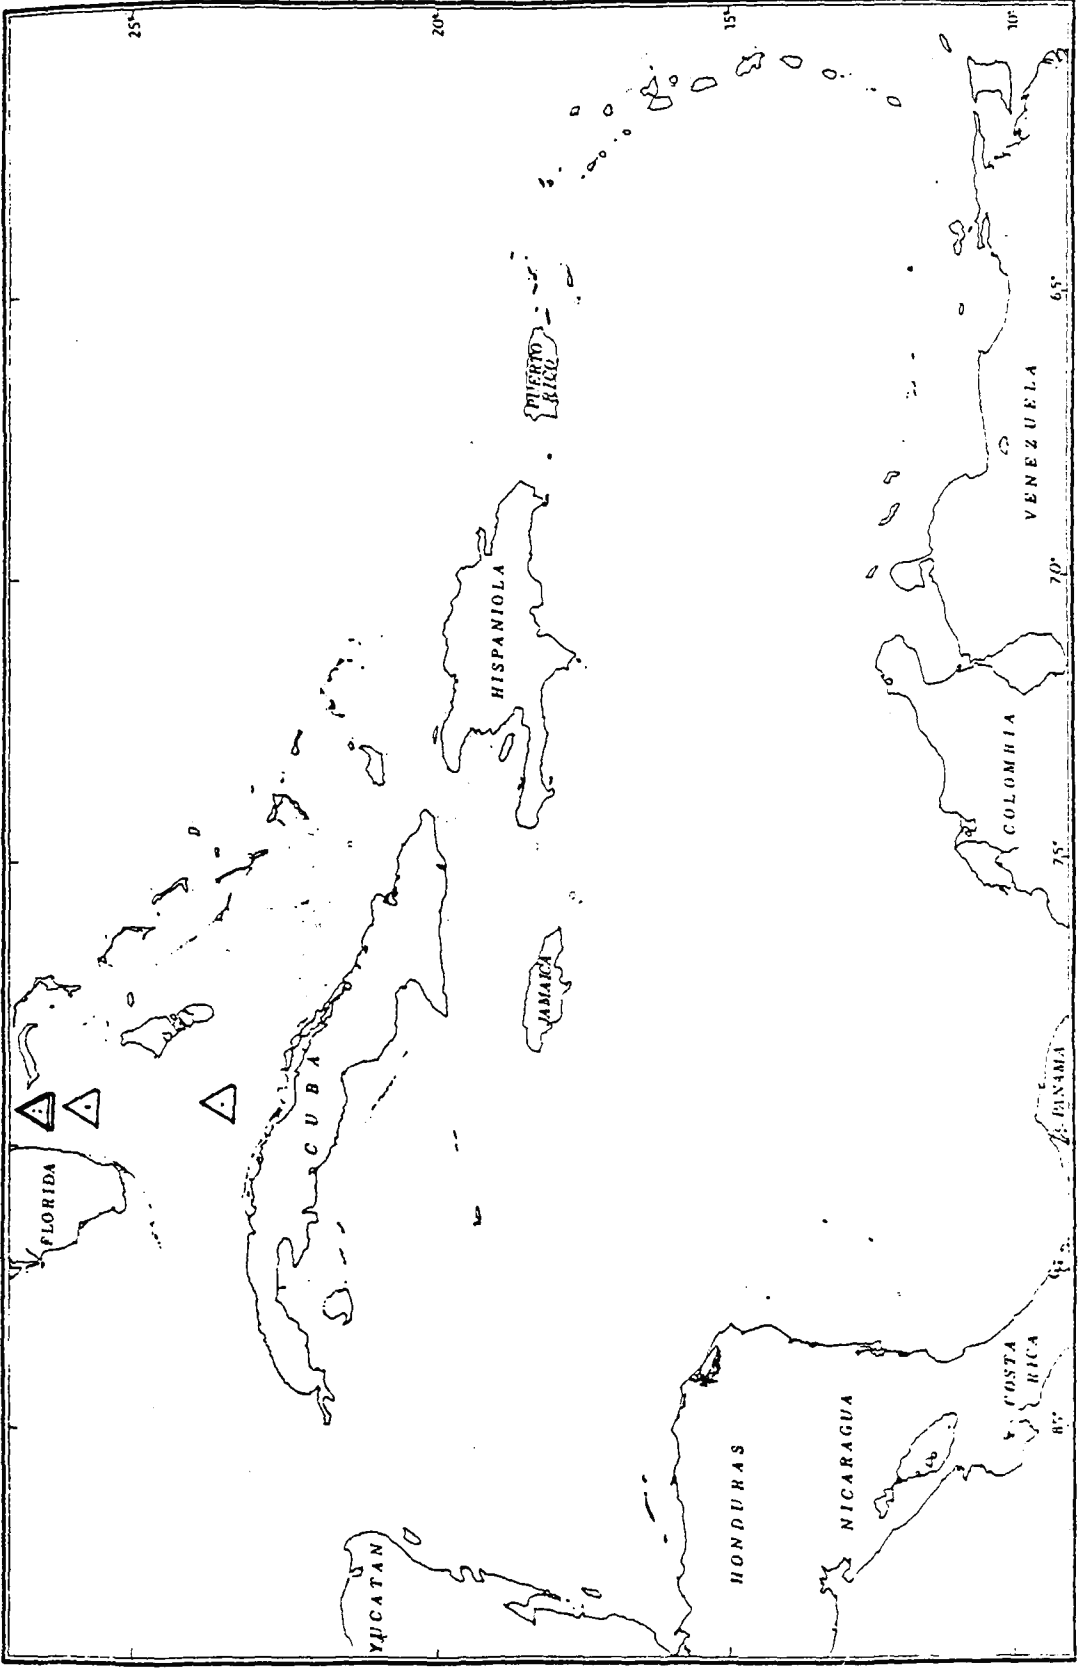 25°
20°
15°
10°
FLORIDA
CUBA
YUCATAN
HISPANIOLA
PUERTO
RICO
JAMAICA
HONDURAS
NICARAGUA
COSTA
RICA
PANAMA
COLOMBIA
VENEZUELA
85°
75°
70°
65°